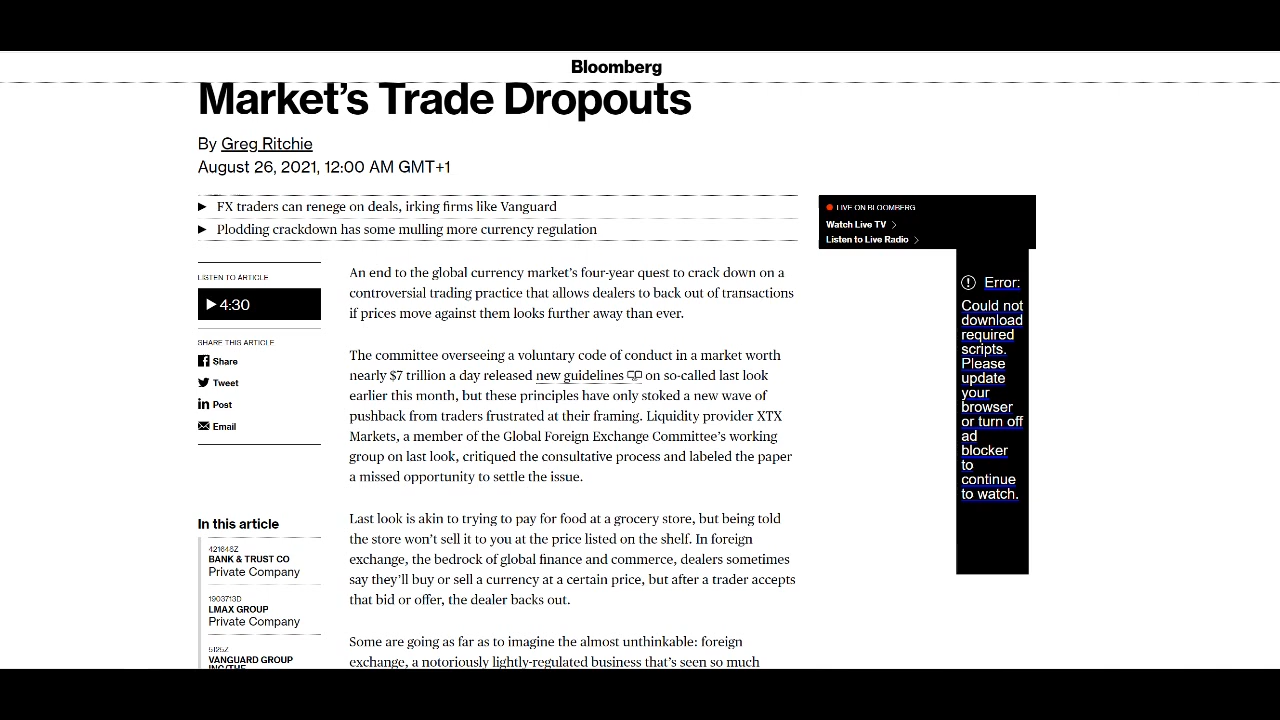 Bloomberg
Market's Trade Dropouts
By Greg Ritchie
August 26, 2021, 12:00 AM GMT+1
FX traders can renege on deals, irking firms like Vanguard
Plodding crackdown has some mulling more currency regulation
LISTEN TO ARTICLE
4:30
SHARE THIS ARTICLE
Share
Tweet
Post
Email
In this article
421646Z
BANK & TRUST CO
Private Company
1903713D
LMAX GROUP
Private Company
5125Z
VANGUARD GROUP
INC/THE
An end to the global currency market's four-year quest to crack down on a
controversial trading practice that allows dealers to back out of transactions
if prices move against them looks further away than ever.
The committee overseeing a voluntary code of conduct in a market worth
nearly $7 trillion a day released new guidelines on so-called last look
earlier this month, but these principles have only stoked a new wave of
pushback from traders frustrated at their framing. Liquidity provider XTX
Markets, a member of the Global Foreign Exchange Committee's working
group on last look, critiqued the consultative process and labeled the paper
a missed opportunity to settle the issue.
Last look is akin to trying to pay for food at a grocery store, but being told
the store won't sell it to you at the price listed on the shelf. In foreign
exchange, the bedrock of global finance and commerce, dealers sometimes
say they'll buy or sell a currency at a certain price, but after a trader accepts
that bid or offer, the dealer backs out.
Some are going as far as to imagine the almost unthinkable: foreign
exchange, a notoriously lightly-regulated business that's seen so much
LIVE ON BLOOMBERG
Watch Live TV
Listen to Live Radio
Error:
Could not
download
required
scripts.
Please
update
your
browser
or turn off
ad
blocker
to
continue
to watch.